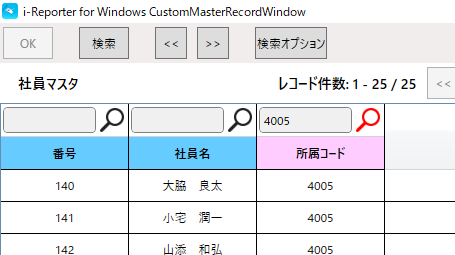 i-Reporter for Windows CustomMasterRecordWindow
OK 検索 << >> 検索オプション
社員マスタ レコード件数: 1 - 25 / 25 <<
4005
番号 社員名 所属コード
140 大脇 良太 4005
141 小宅 潤一 4005
142 山添 和弘 4005